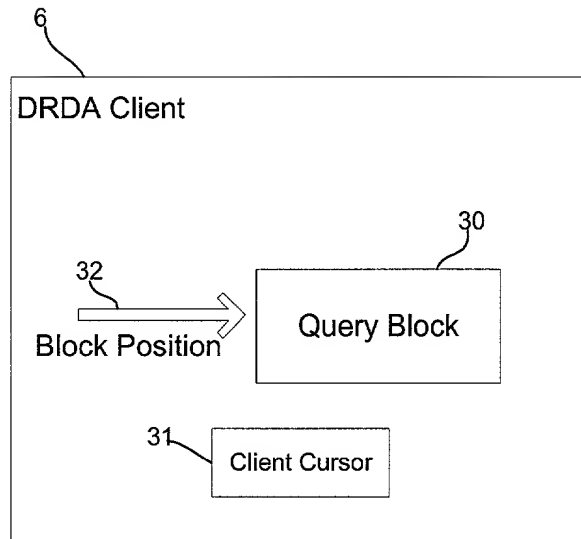 6
DRDA Client
30
32
Query Block
Block Position
31
Client Cursor